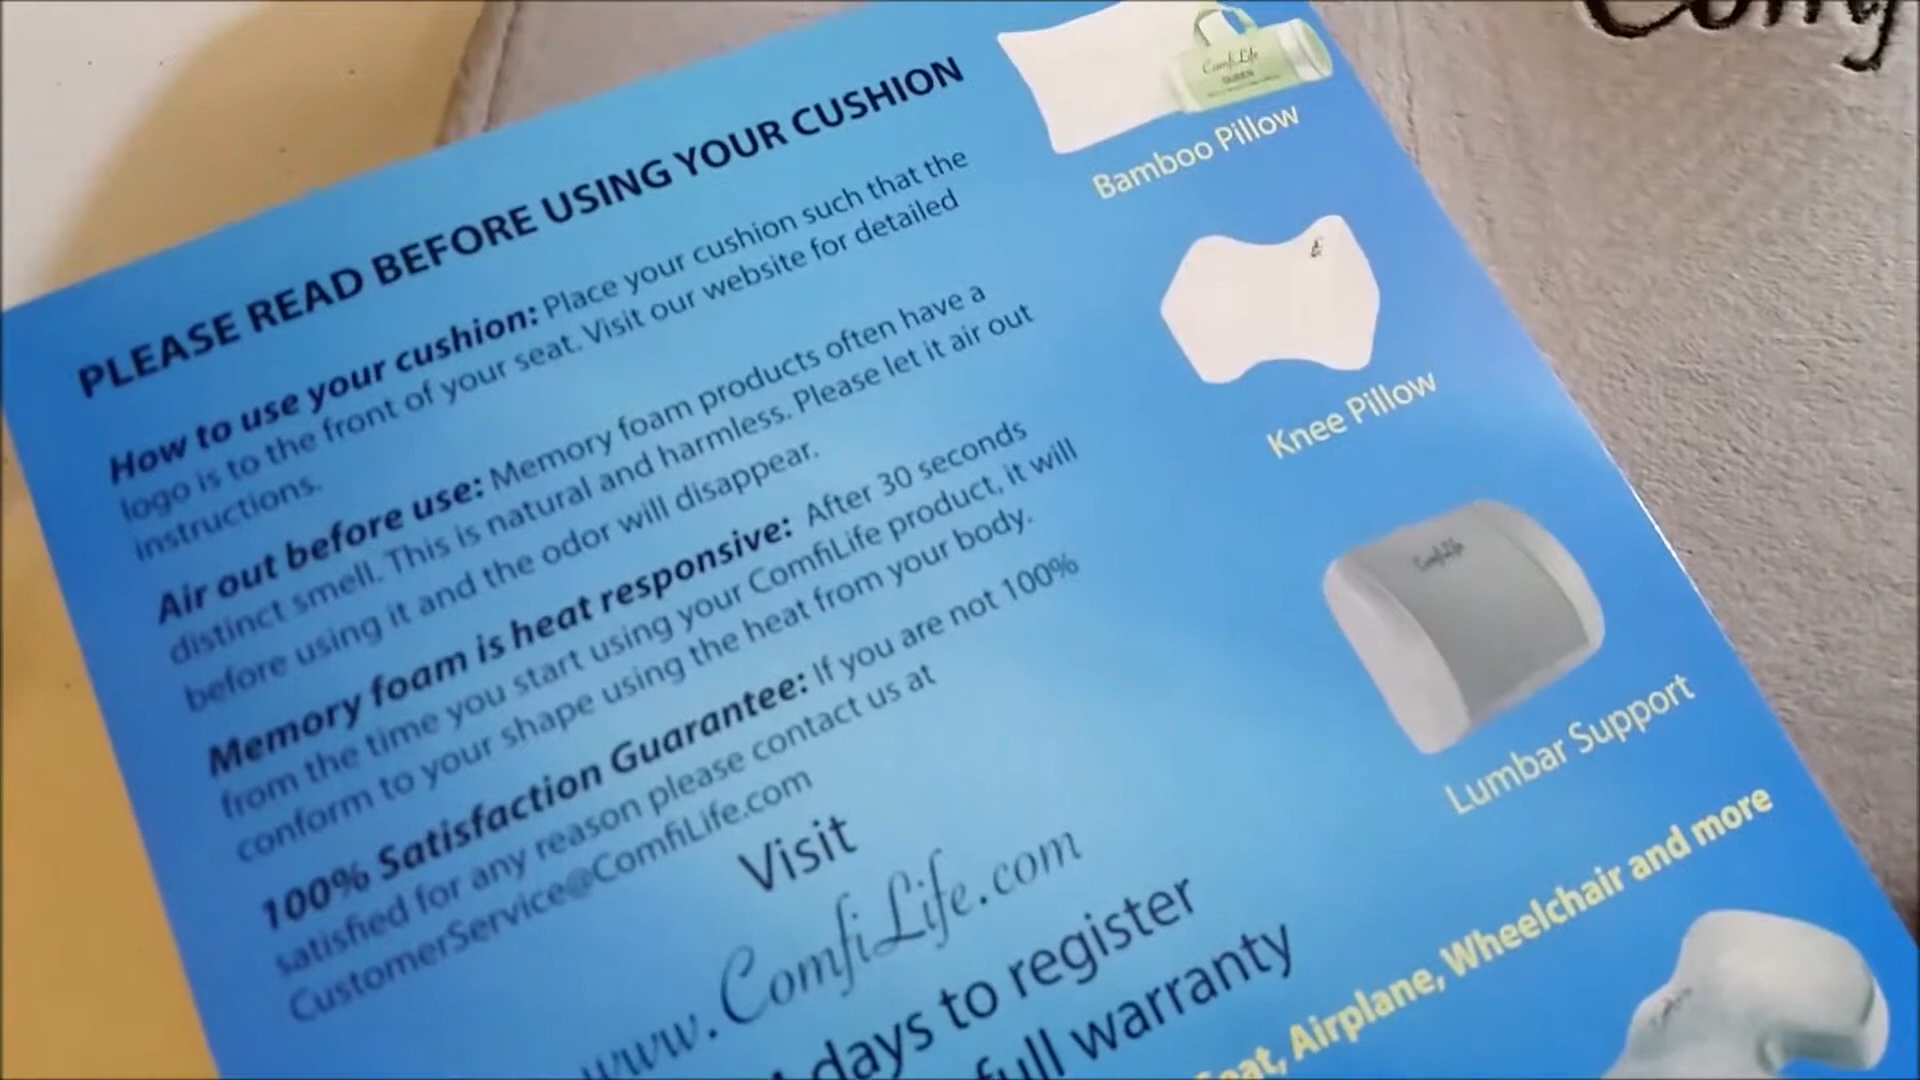 PLEASE READ BEFORE USING YOUR CUSHION
How to use your cushion: Place your cushion such that the
logo is to the front of your seat. Visit our website for detailed
instructions.
Air out before use: Memory foam products often have a
distinct smell. This is natural and harmless. Please let it air out
before using it and the odor will disappear.
Memory foam is heat responsive: After 30 seconds
from the time you start using your ComfiLife product, it will
conform to your shape using the heat from your body.
100% Satisfaction Guarantee: If you are not 100%
satisfied for any reason please contact us at
CustomerService@ComfiLife.com
Visit
www.ComfiLife.com
days to register
full warranty
ComfiLife
QUEEN
Bamboo Pillow
Knee Pillow
ComfiLife
Lumbar Support
Airplane, Wheelchair and more